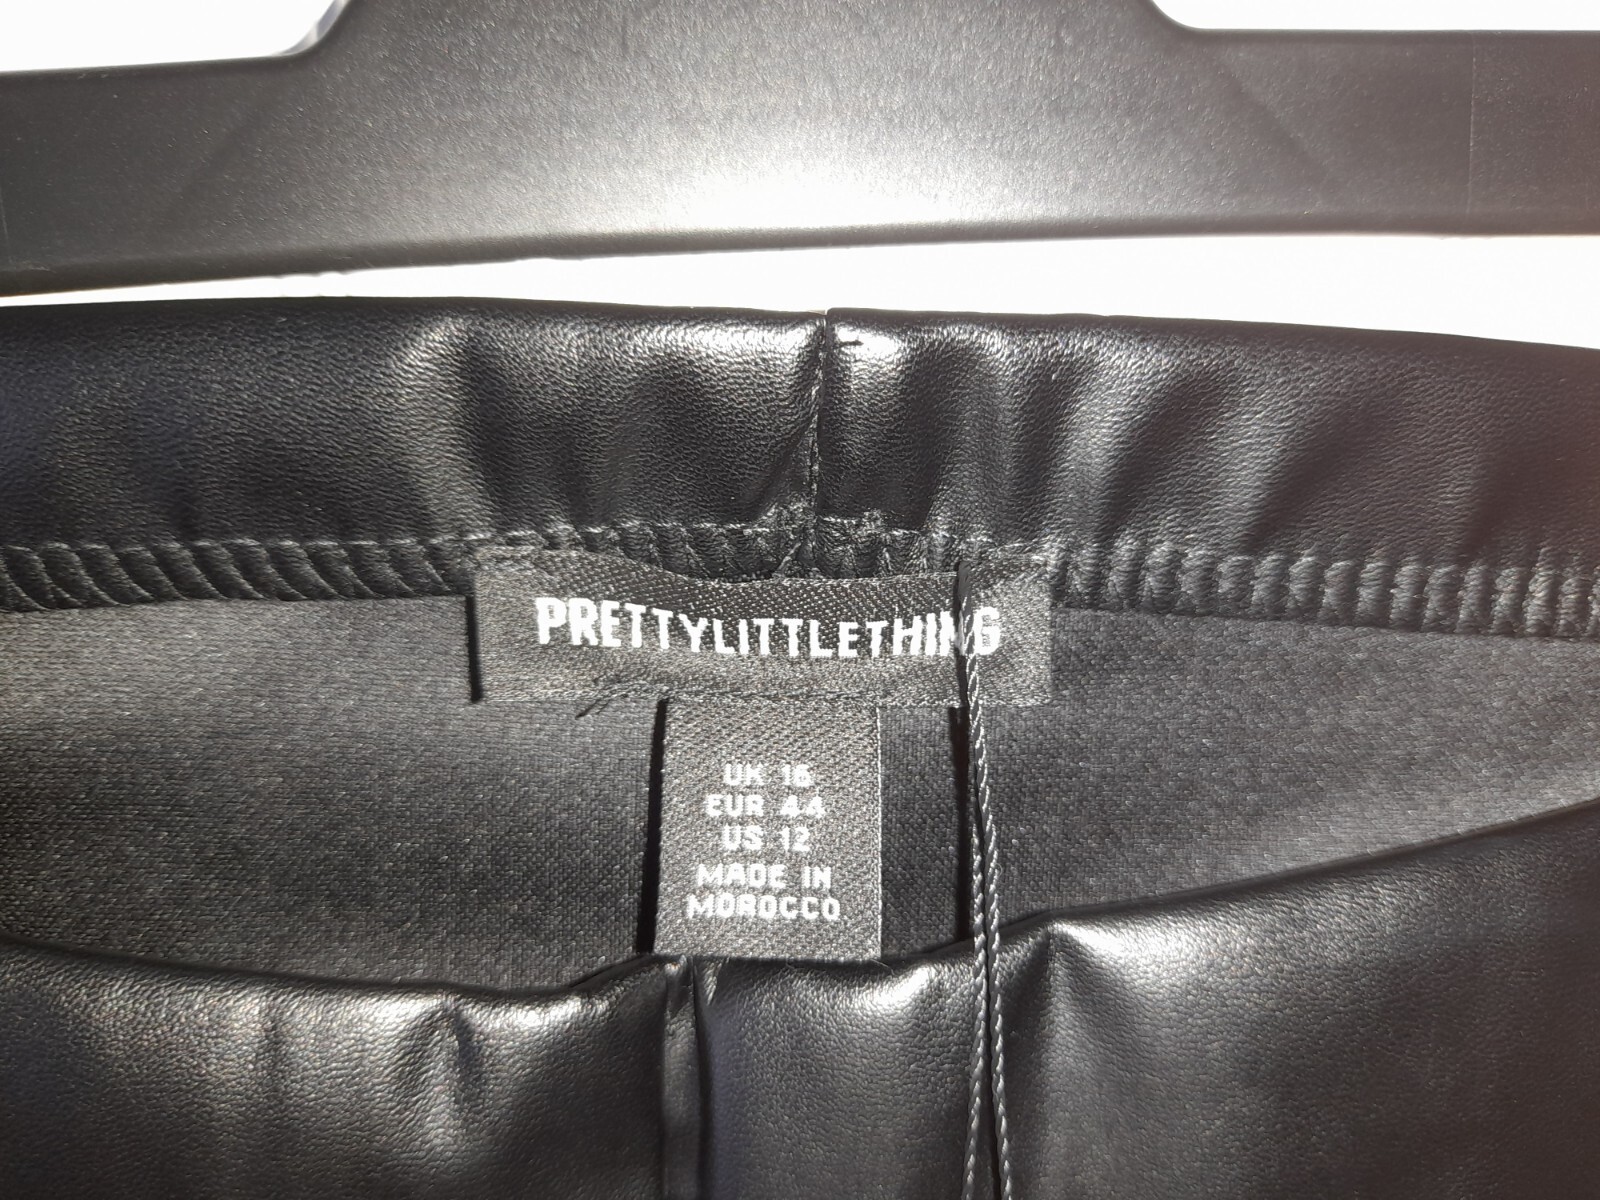 PRETTYLITTLETHING
UK 16
EUR 44
US 12
MADE IN
MOROCCO